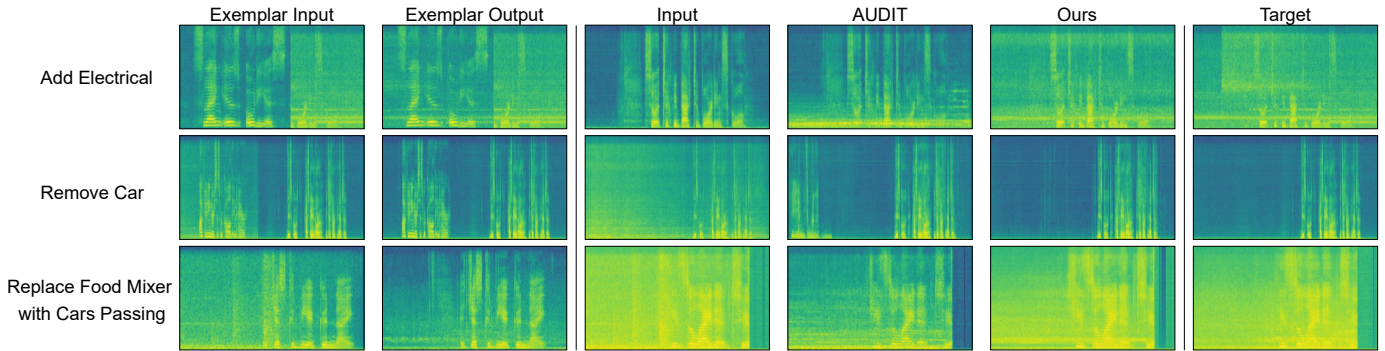 Exemplar Input Exemplar Output Input AUDIT Ours Target
Add Electrical
Remove Car
Replace Food Mixer
with Cars Passing